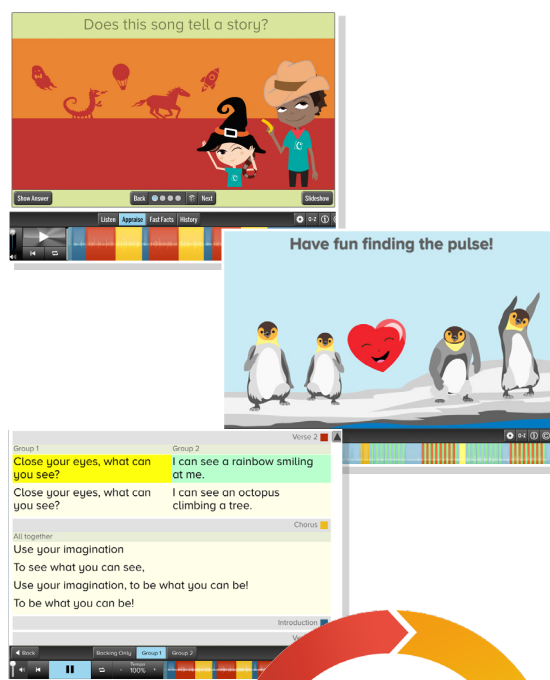 Does this song tell a story?
Show Answer
Back
Next
Slideshow
Listen
Appraise
Fast Facts
History
Have fun finding the pulse!
Verse 2
Group 1
Group 2
Close your eyes, what can
you see?
I can see a rainbow smiling
at me.
Close your eyes, what can
you see?
I can see an octopus
climbing a tree.
Chorus
All together
Use your imagination
To see what you can see,
Use your imagination, to be what you can be!
To be what you can be!
Introduction
Back
Backing Only
Group 1
Group 2
Tempo
- 100% +